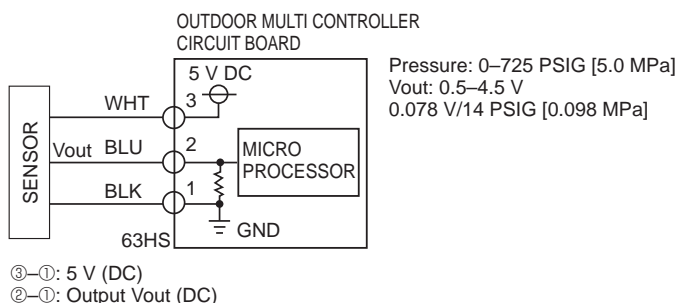 OUTDOOR MULTI CONTROLLER
CIRCUIT BOARD
Pressure: 0–725 PSIG [5.0 MPa]
Vout: 0.5–4.5 V
0.078 V/14 PSIG [0.098 MPa]
5 V DC
WHT
3
SENSOR
Vout
BLU
2
MICRO
PROCESSOR
BLK
1
GND
63HS
③–①: 5 V (DC)
②–①: Output Vout (DC)